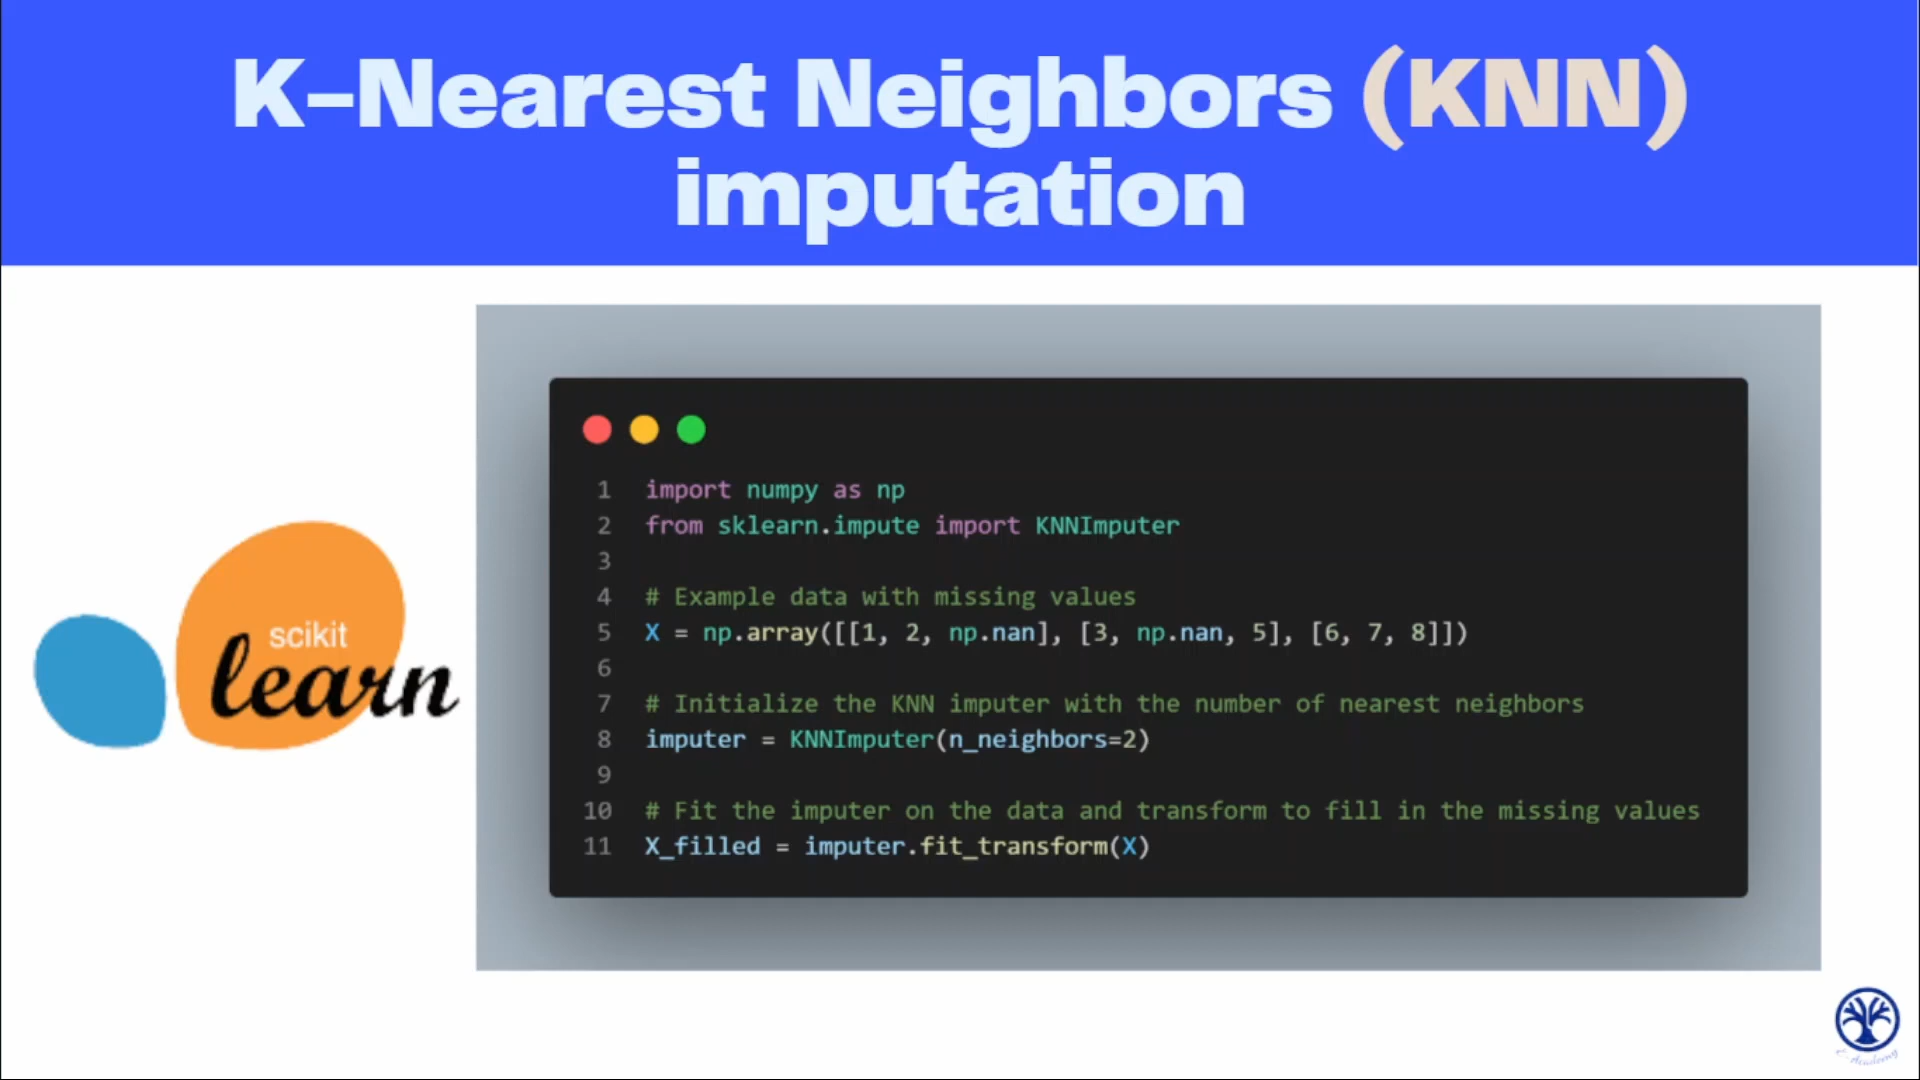 K–Nearest Neighbors (KNN)
imputation
scikit
learn
1 import numpy as np
2 from sklearn.impute import KNNImputer
3
4 # Example data with missing values
5 X = np.array([[1, 2, np.nan], [3, np.nan, 5], [6, 7, 8]])
6
7 # Initialize the KNN imputer with the number of nearest neighbors
8 imputer = KNNImputer(n_neighbors=2)
9
10 # Fit the imputer on the data and transform to fill in the missing values
11 X_filled = imputer.fit_transform(X)